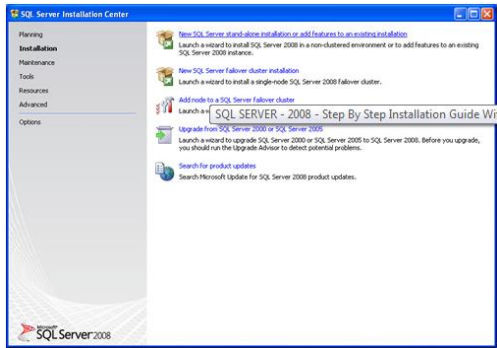 SQL Server Installation Center
Planning
Installation
Maintenance
Tools
Resources
Advanced
Options
New SQL Server stand-alone installation or add features to an existing installation
Launch a wizard to install SQL Server 2008 in a non-clustered environment or to add features to an existing
SQL Server 2008 instance.
New SQL Server failover cluster installation
Launch a wizard to install a single-node SQL Server 2008 failover cluster.
Add node to a SQL Server failover cluster
Launch a
SQL SERVER - 2008 - Step By Step Installation Guide Wi
Upgrade from SQL Server 2000 or SQL Server 2005
Launch a wizard to upgrade SQL Server 2000 or SQL Server 2005 to SQL Server 2008. Before you upgrade,
you should run the Upgrade Advisor to detect potential problems.
Search for product updates
Search Microsoft Update for SQL Server 2008 product updates.
Microsoft
SQL Server 2008